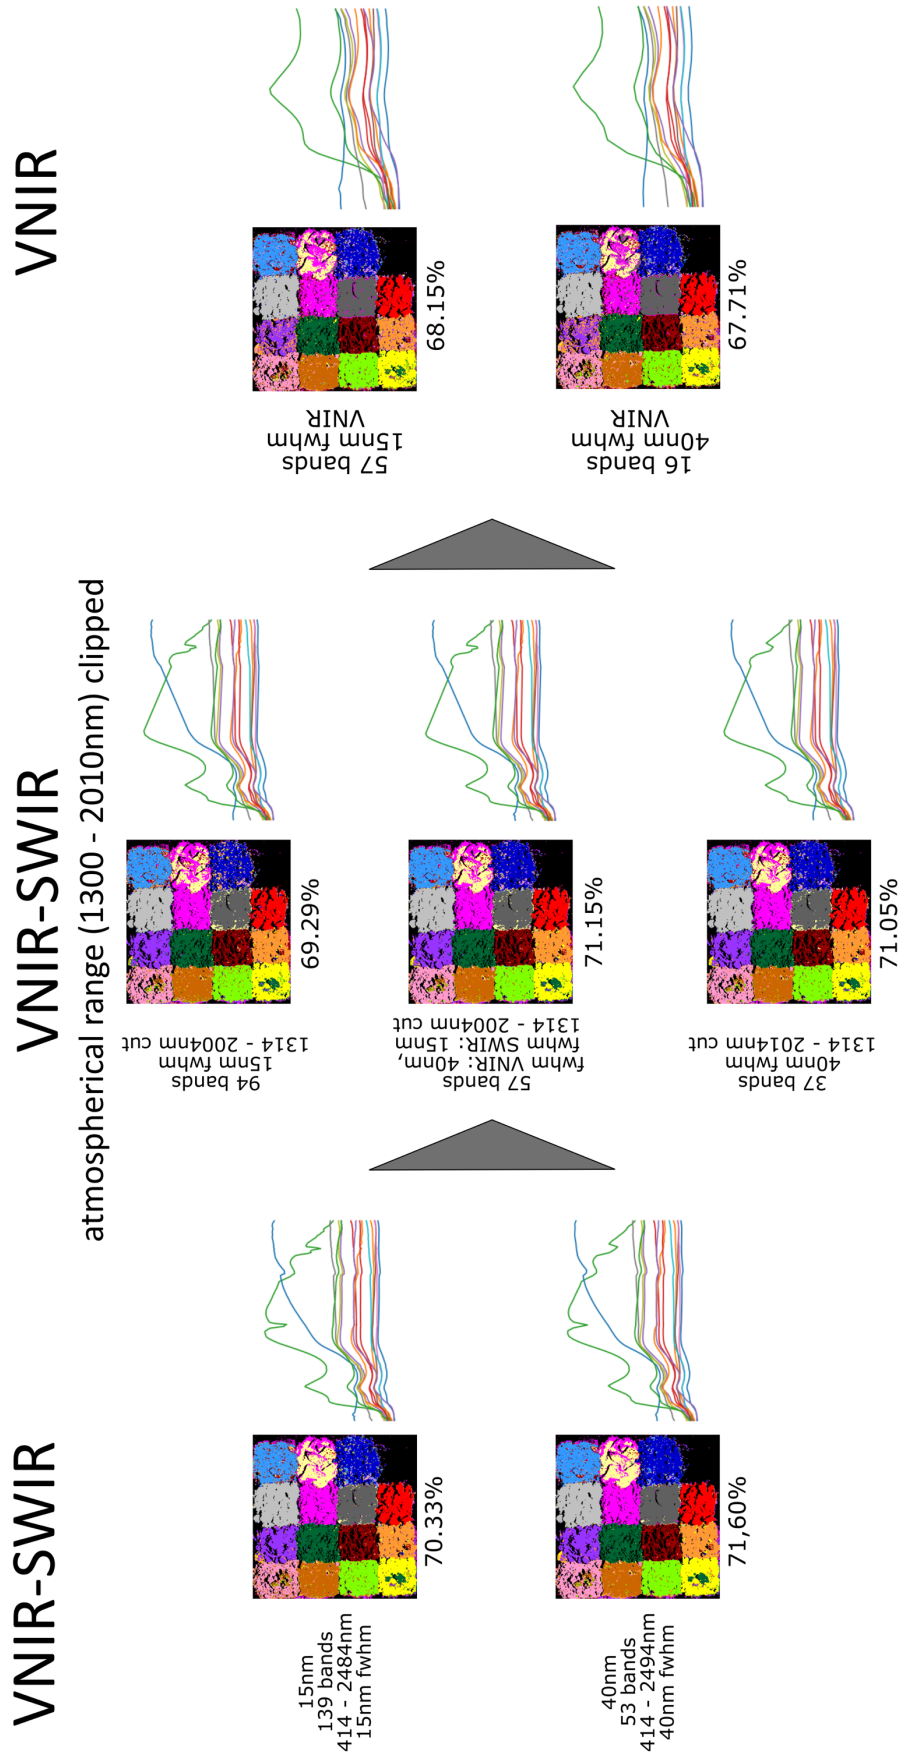 VNIR-SWIR
15nm
139 bands
414 - 2484nm
15nm fwhm
70.33%
40nm
53 bands
414 - 2494nm
40nm fwhm
71,60%
VNIR-SWIR
atmospherical range (1300 - 2010nm) clipped
94 bands
15nm fwhm
1314 - 2004nm cut
69.29%
57 bands
fwhm VNIR: 40nm,
fwhm SWIR: 15nm
1314 - 2004nm cut
71.15%
37 bands
40nm fwhm
1314 - 2014nm cut
71.05%
VNIR
57 bands
15nm fwhm
VNIR
68.15%
16 bands
40nm fwhm
VNIR
67.71%